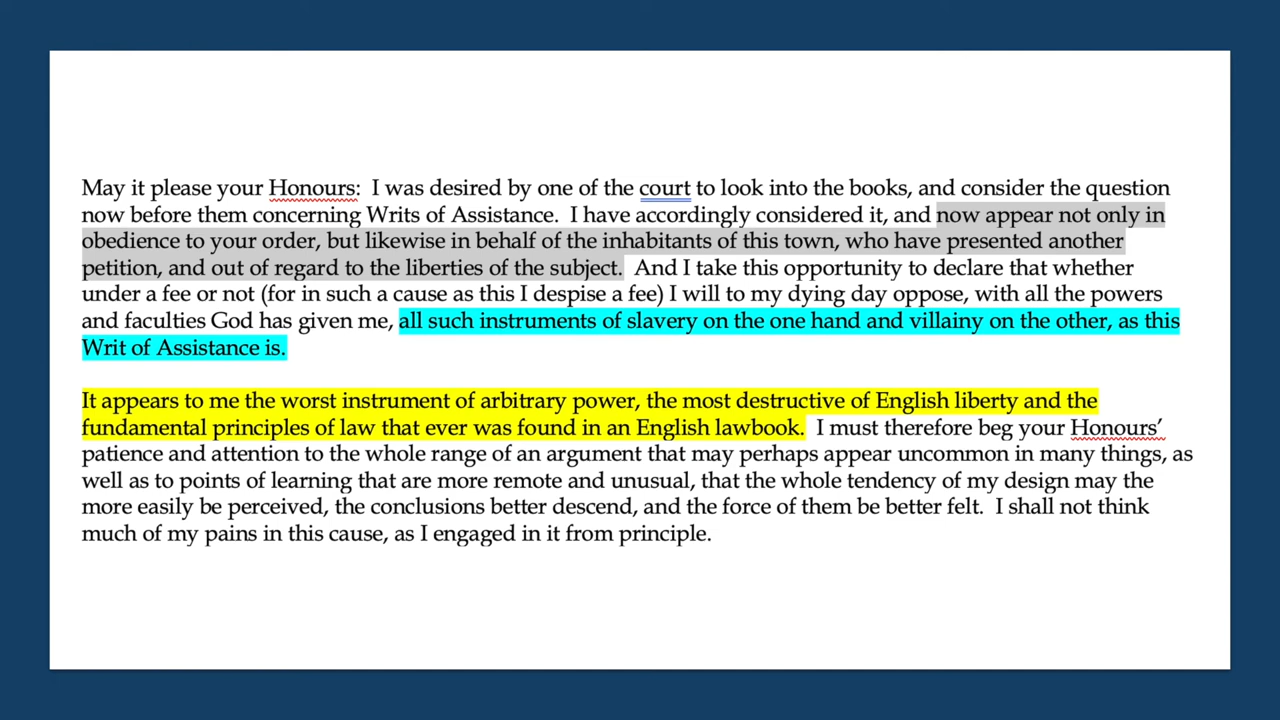 May it please your Honours:  I was desired by one of the court to look into the books, and consider the question
now before them concerning Writs of Assistance.  I have accordingly considered it, and now appear not only in
obedience to your order, but likewise in behalf of the inhabitants of this town, who have presented another
petition, and out of regard to the liberties of the subject.  And I take this opportunity to declare that whether
under a fee or not (for in such a cause as this I despise a fee) I will to my dying day oppose, with all the powers
and faculties God has given me, all such instruments of slavery on the one hand and villainy on the other, as this
Writ of Assistance is.
It appears to me the worst instrument of arbitrary power, the most destructive of English liberty and the
fundamental principles of law that ever was found in an English lawbook.  I must therefore beg your Honours’
patience and attention to the whole range of an argument that may perhaps appear uncommon in many things, as
well as to points of learning that are more remote and unusual, that the whole tendency of my design may the
more easily be perceived, the conclusions better descend, and the force of them be better felt.  I shall not think
much of my pains in this cause, as I engaged in it from principle.